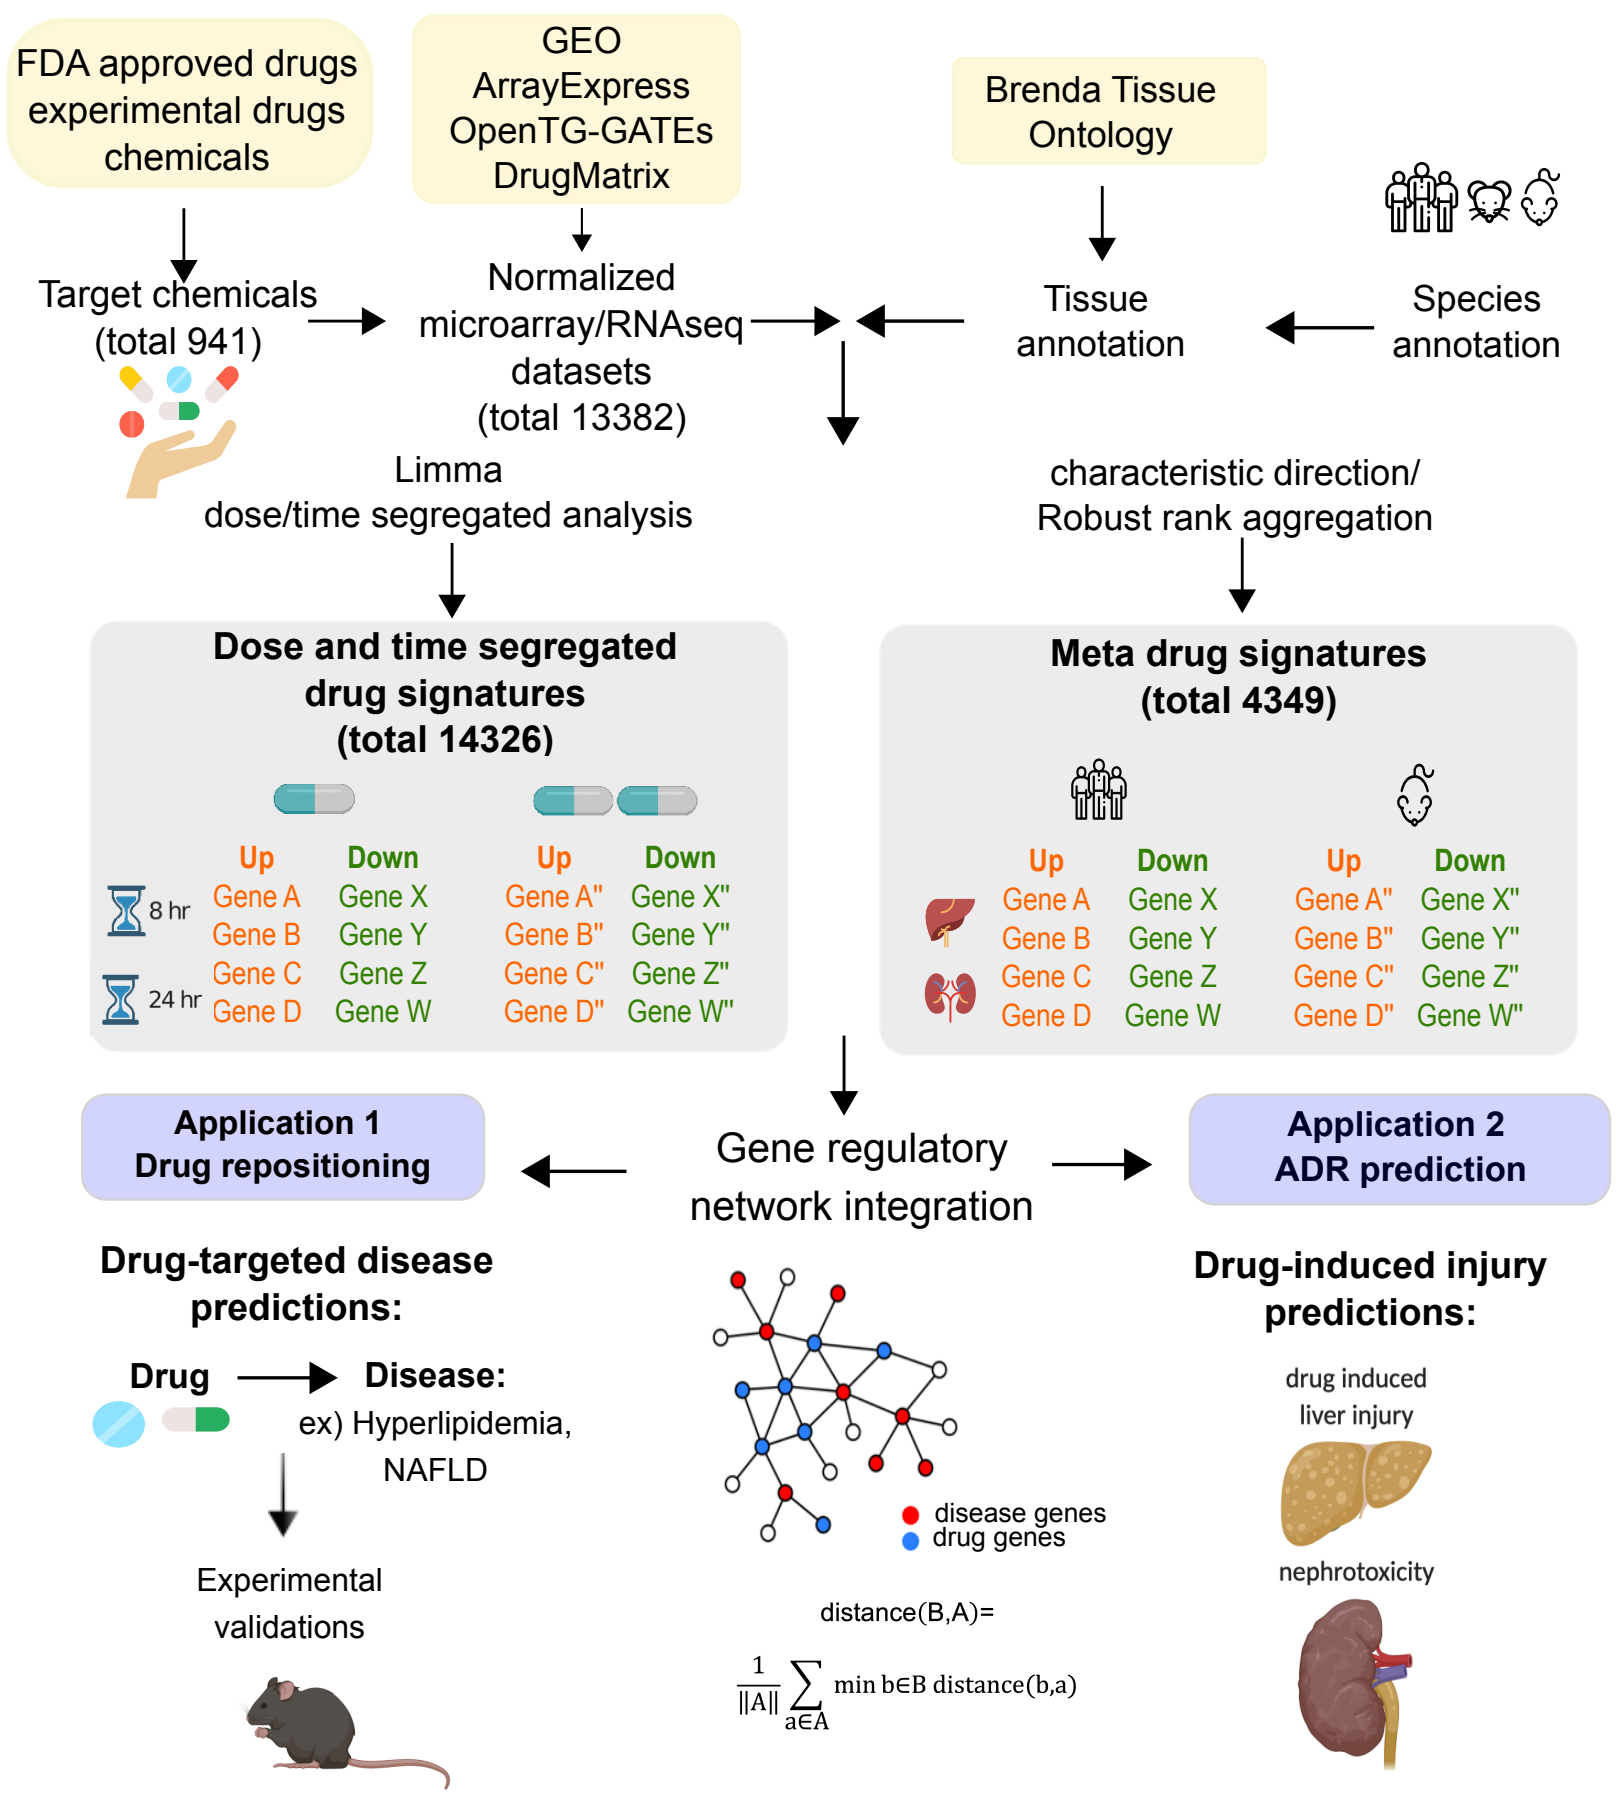 FDA approved drugs
experimental drugs
chemicals
GEO
ArrayExpress
OpenTG-GATEs
DrugMatrix
Brenda Tissue
Ontology
Target chemicals
(total 941)
Normalized
microarray/RNAseq
datasets
(total 13382)
Tissue
annotation
Species
annotation
Limma
dose/time segregated analysis
characteristic direction/
Robust rank aggregation
Dose and time segregated
drug signatures
(total 14326)
Up Down Up Down
8 hr
Gene A Gene X Gene A" Gene X"
Gene B Gene Y Gene B" Gene Y"
24 hr
Gene C Gene Z Gene C" Gene Z"
Gene D Gene W Gene D" Gene W"
Meta drug signatures
(total 4349)
Up Down Up Down
Gene A Gene X Gene A" Gene X"
Gene B Gene Y Gene B" Gene Y"
Gene C Gene Z Gene C" Gene Z"
Gene D Gene W Gene D" Gene W"
Application 1
Drug repositioning
Gene regulatory
network integration
Application 2
ADR prediction
Drug-targeted disease
predictions:
Drug
Disease:
ex) Hyperlipidemia,
NAFLD
Experimental
validations
disease genes
drug genes
distance(B,A)=
1/‖A‖ ∑ a∈A min b∈B distance(b,a)
Drug-induced injury
predictions:
drug induced
liver injury
nephrotoxicity